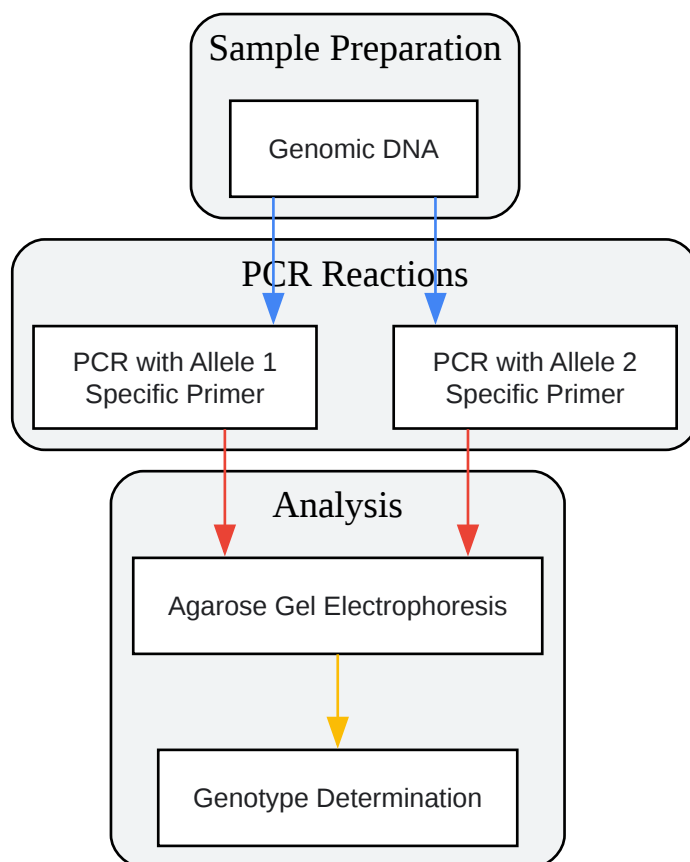 Sample Preparation
Genomic DNA
PCR Reactions
PCR with Allele 1
Specific Primer
PCR with Allele 2
Specific Primer
Analysis
Agarose Gel Electrophoresis
Genotype Determination